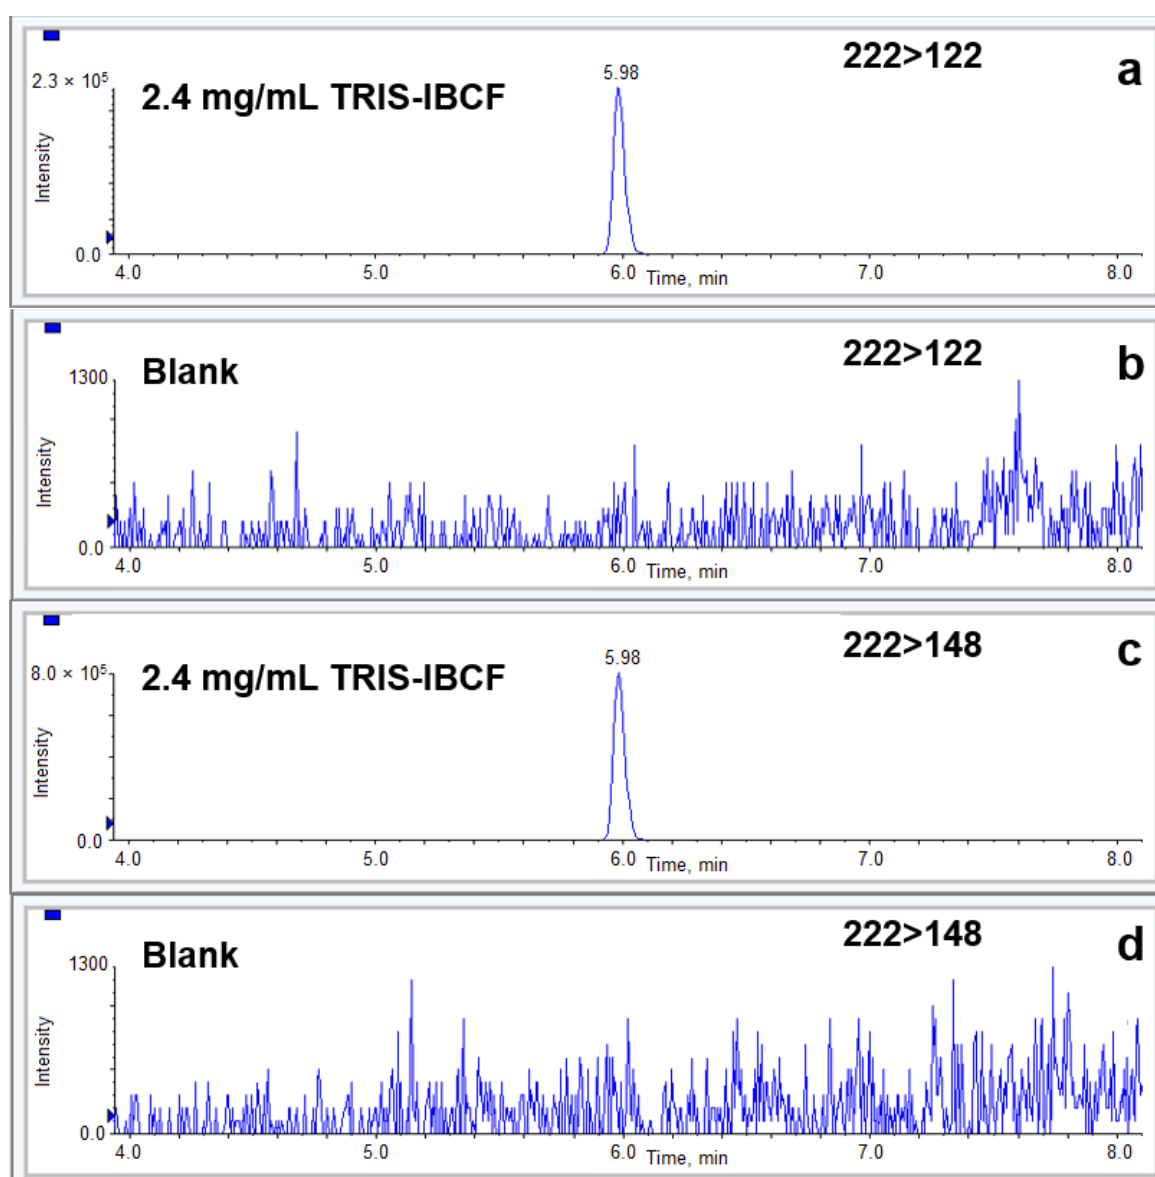 222>122
a
2.3 × 10⁵
5.98
2.4 mg/mL TRIS-IBCF
Intensity
0.0
4.0 5.0 6.0 7.0 8.0
Time, min
222>122
b
Blank
1300
Intensity
0.0
4.0 5.0 6.0 7.0 8.0
Time, min
222>148
c
8.0 × 10⁵
5.98
2.4 mg/mL TRIS-IBCF
Intensity
0.0
4.0 5.0 6.0 7.0 8.0
Time, min
222>148
d
Blank
1300
Intensity
0.0
4.0 5.0 6.0 7.0 8.0
Time, min